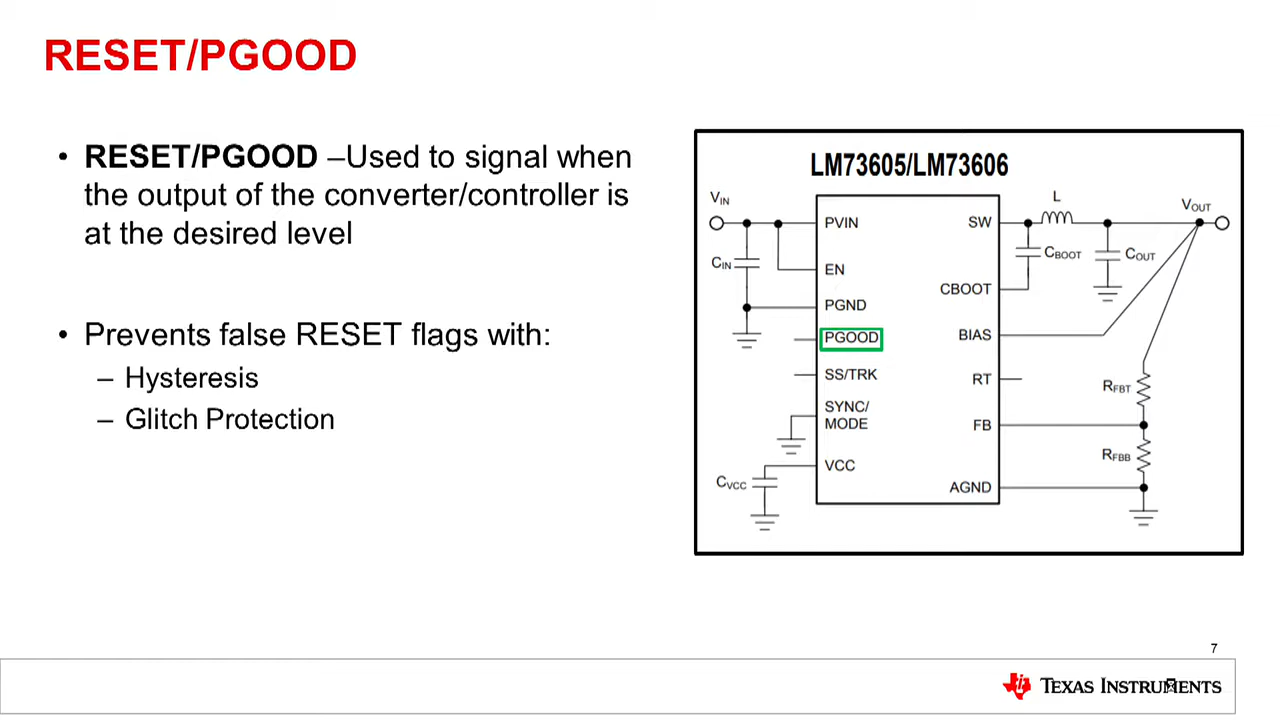 RESET/PGOOD
• RESET/PGOOD –Used to signal when
the output of the converter/controller is
at the desired level
• Prevents false RESET flags with:
– Hysteresis
– Glitch Protection
LM73605/LM73606
VIN
L
VOUT
PVIN
SW
CIN
CBOOT
COUT
EN
CBOOT
PGND
PGOOD
BIAS
SS/TRK
RT
RFBT
SYNC/
MODE
FB
RFBB
VCC
CVCC
AGND
7
TEXAS INSTRUMENTS